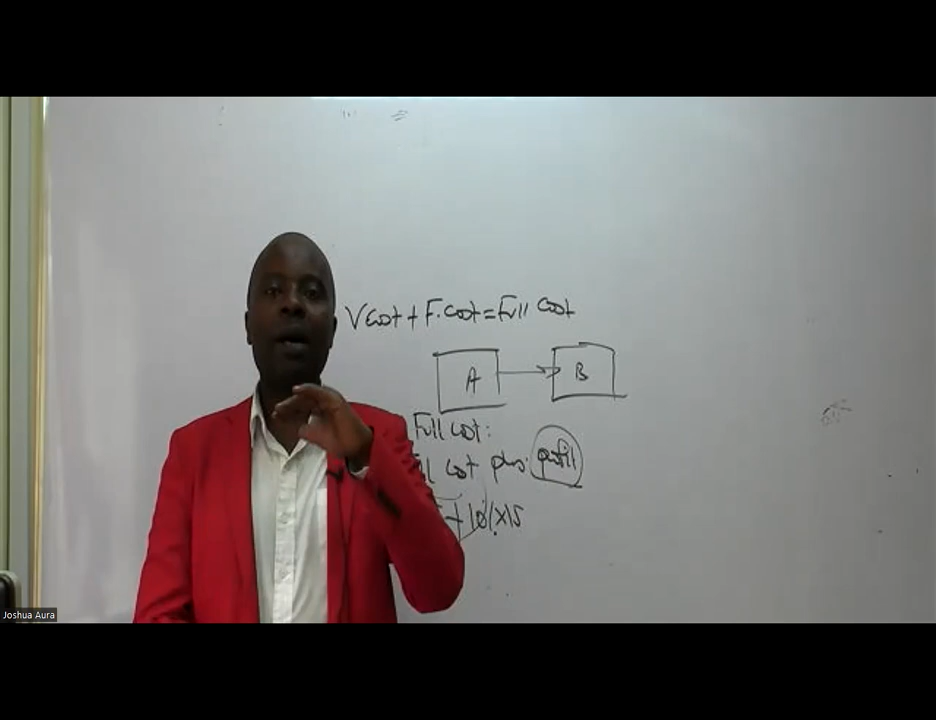 V cost + F. Cost = Full Cost
A
B
Full cost:
cost plus profit
+ 10% x 15
Joshua Aura